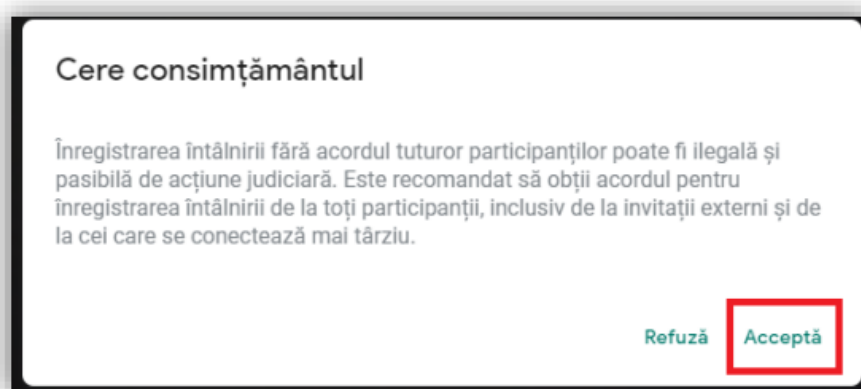 Cere consimțământul
Înregistrarea întâlnirii fără acordul tuturor participanților poate fi ilegală și
pasibilă de acțiune judiciară. Este recomandat să obții acordul pentru
înregistrarea întâlnirii de la toți participanții, inclusiv de la invitații externi și de
la cei care se conectează mai târziu.
Refuză Acceptă